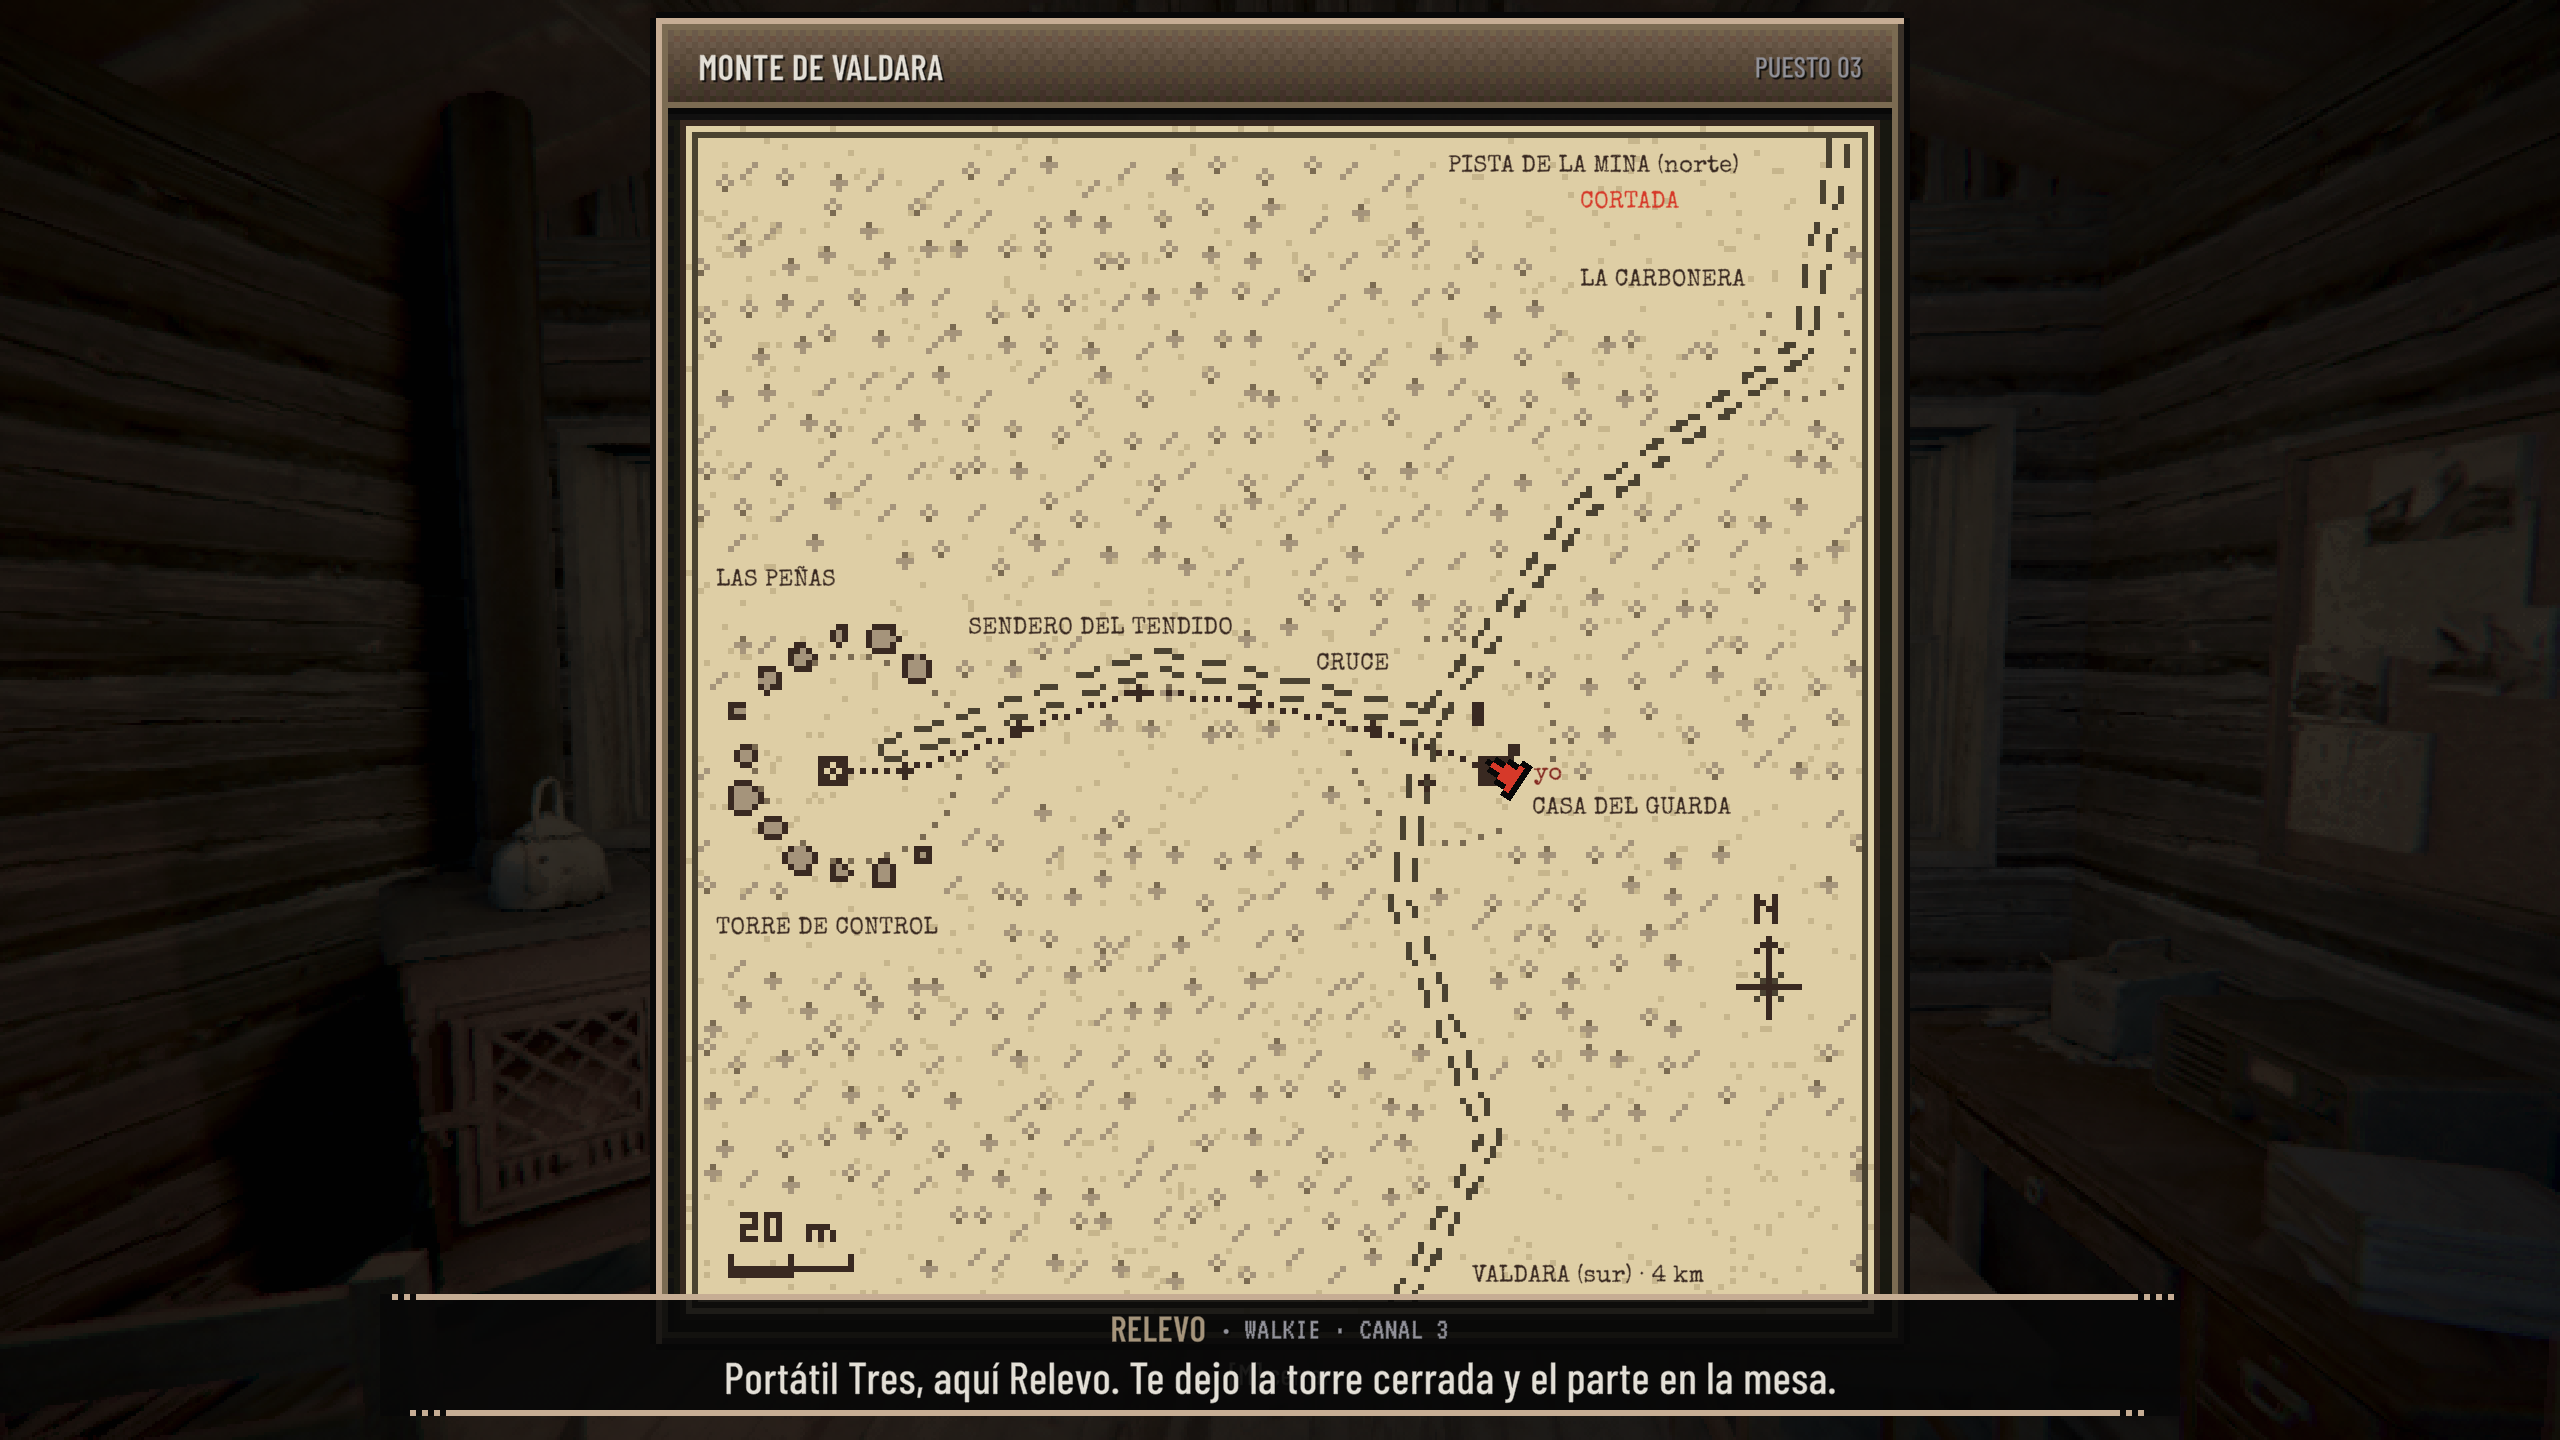 MONTE DE VALDARA
PUESTO 03
PISTA DE LA MINA (norte)
CORTADA
LA CARBONERA
LAS PEÑAS
SENDERO DEL TENDIDO
CRUCE
yo
CASA DEL GUARDA
N
TORRE DE CONTROL
20 m
VALDARA (sur) · 4 km
RELEVO · WALKIE · CANAL 3
Portátil Tres, aquí Relevo. Te dejo la torre cerrada y el parte en la mesa.